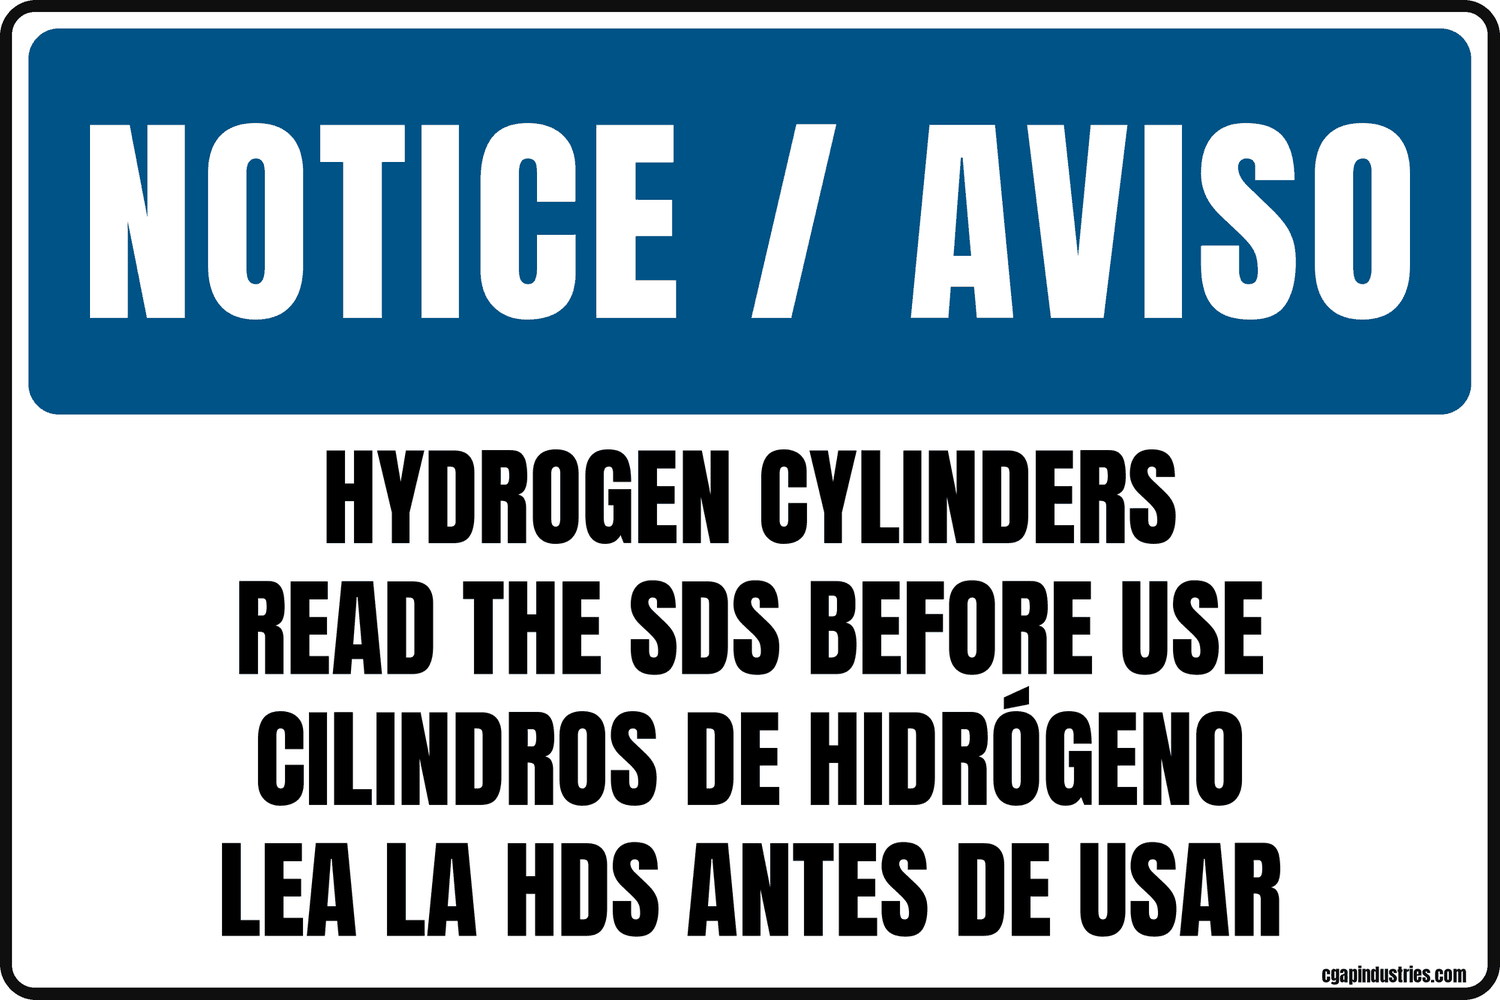 NOTICE / AVISO
HYDROGEN CYLINDERS
READ THE SDS BEFORE USE
CILINDROS DE HIDRÓGENO
LEA LA HDS ANTES DE USAR
cgapindustries.com